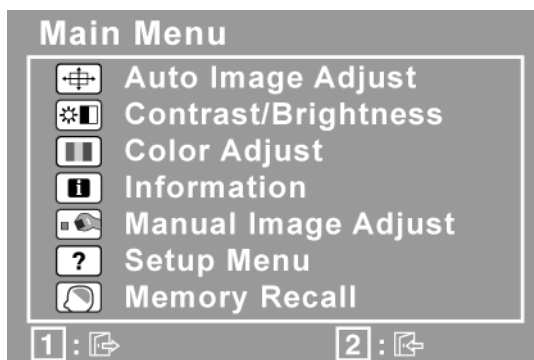 Main Menu
Auto Image Adjust
Contrast/Brightness
Color Adjust
i Information
Manual Image Adjust
? Setup Menu
Memory Recall
1 : 2 :